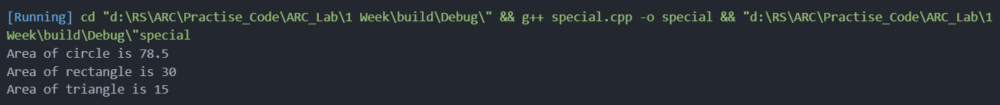 [Running] cd "d:\RS\ARC\Practise_Code\ARC_Lab\1 Week\build\Debug\" && g++ special.cpp -o special && "d:\RS\ARC\Practise_Code\ARC_Lab\1
Week\build\Debug\"special
Area of circle is 78.5
Area of rectangle is 30
Area of triangle is 15